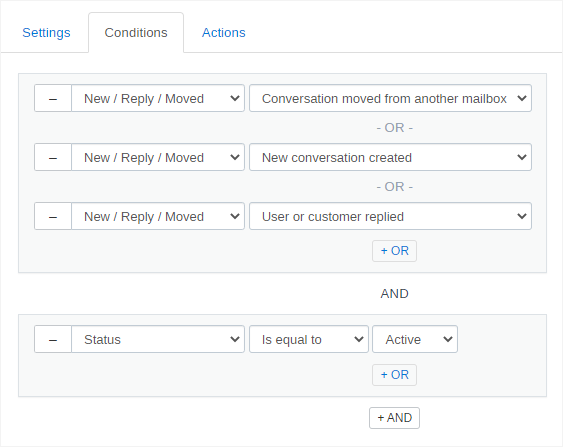 Settings Conditions Actions
– New / Reply / Moved Conversation moved from another mailbox
- OR -
– New / Reply / Moved New conversation created
- OR -
– New / Reply / Moved User or customer replied
+ OR
AND
– Status Is equal to Active
+ OR
+ AND